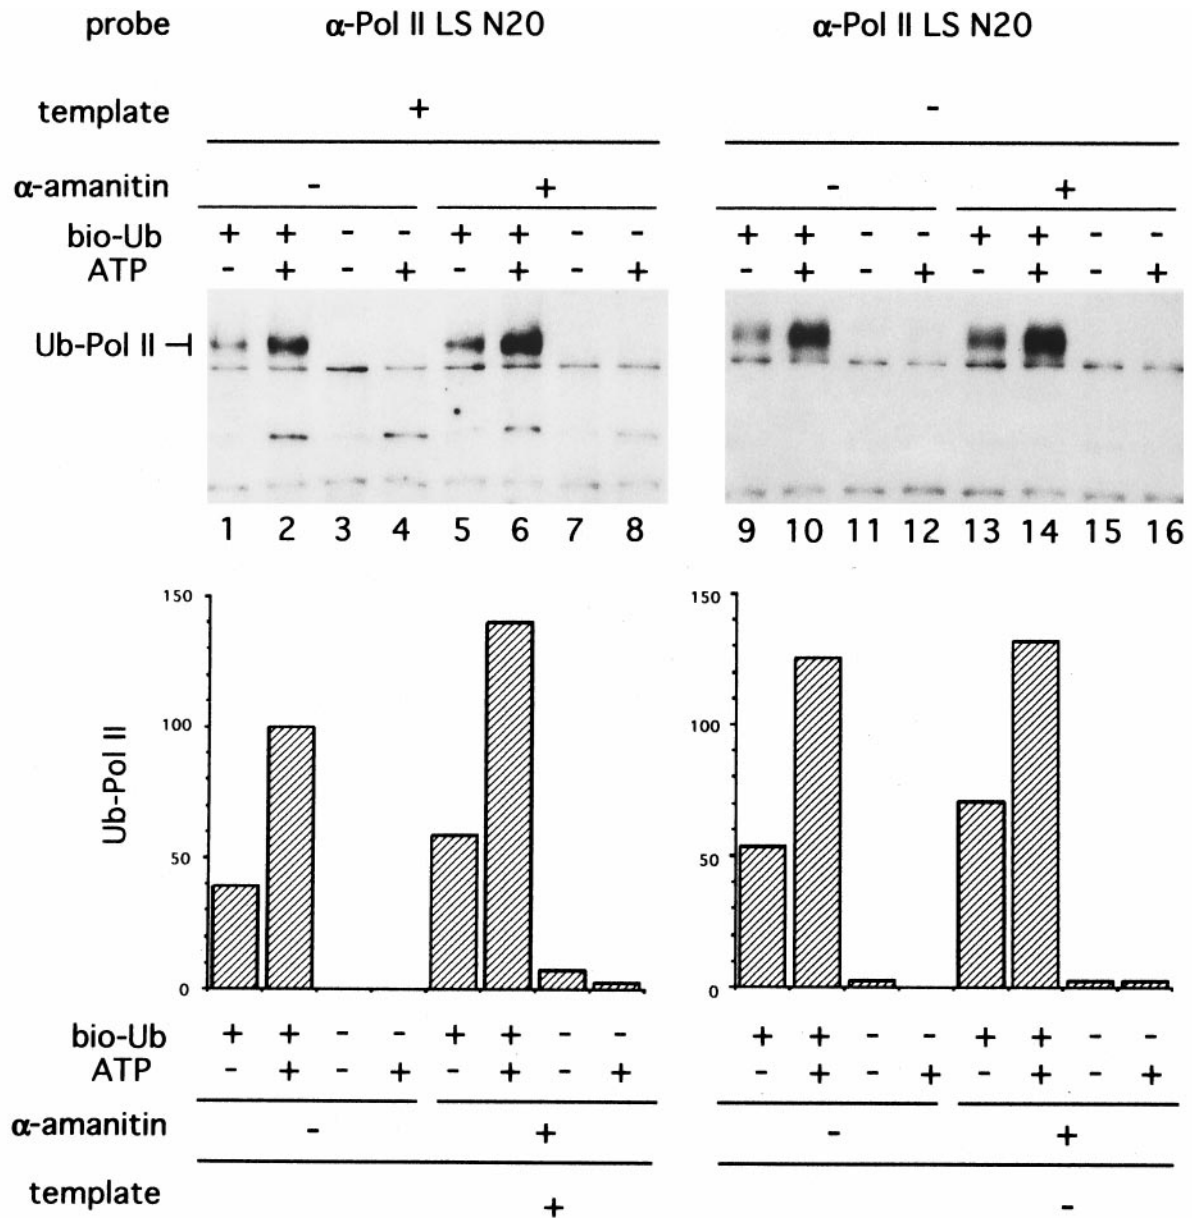 probe α-Pol II LS N20 α-Pol II LS N20
template + -
α-amanitin - + - +
bio-Ub + + - - + + - - + + - - + + - -
ATP - + - + - + - + - + - + - + - +
Ub-Pol II
1 2 3 4 5 6 7 8 9 10 11 12 13 14 15 16
150 150
100 100
50 50
0 0
Ub-Pol II
bio-Ub + + - - + + - - + + - - + + - -
ATP - + - + - + - + - + - + - + - +
α-amanitin - + - +
template + -